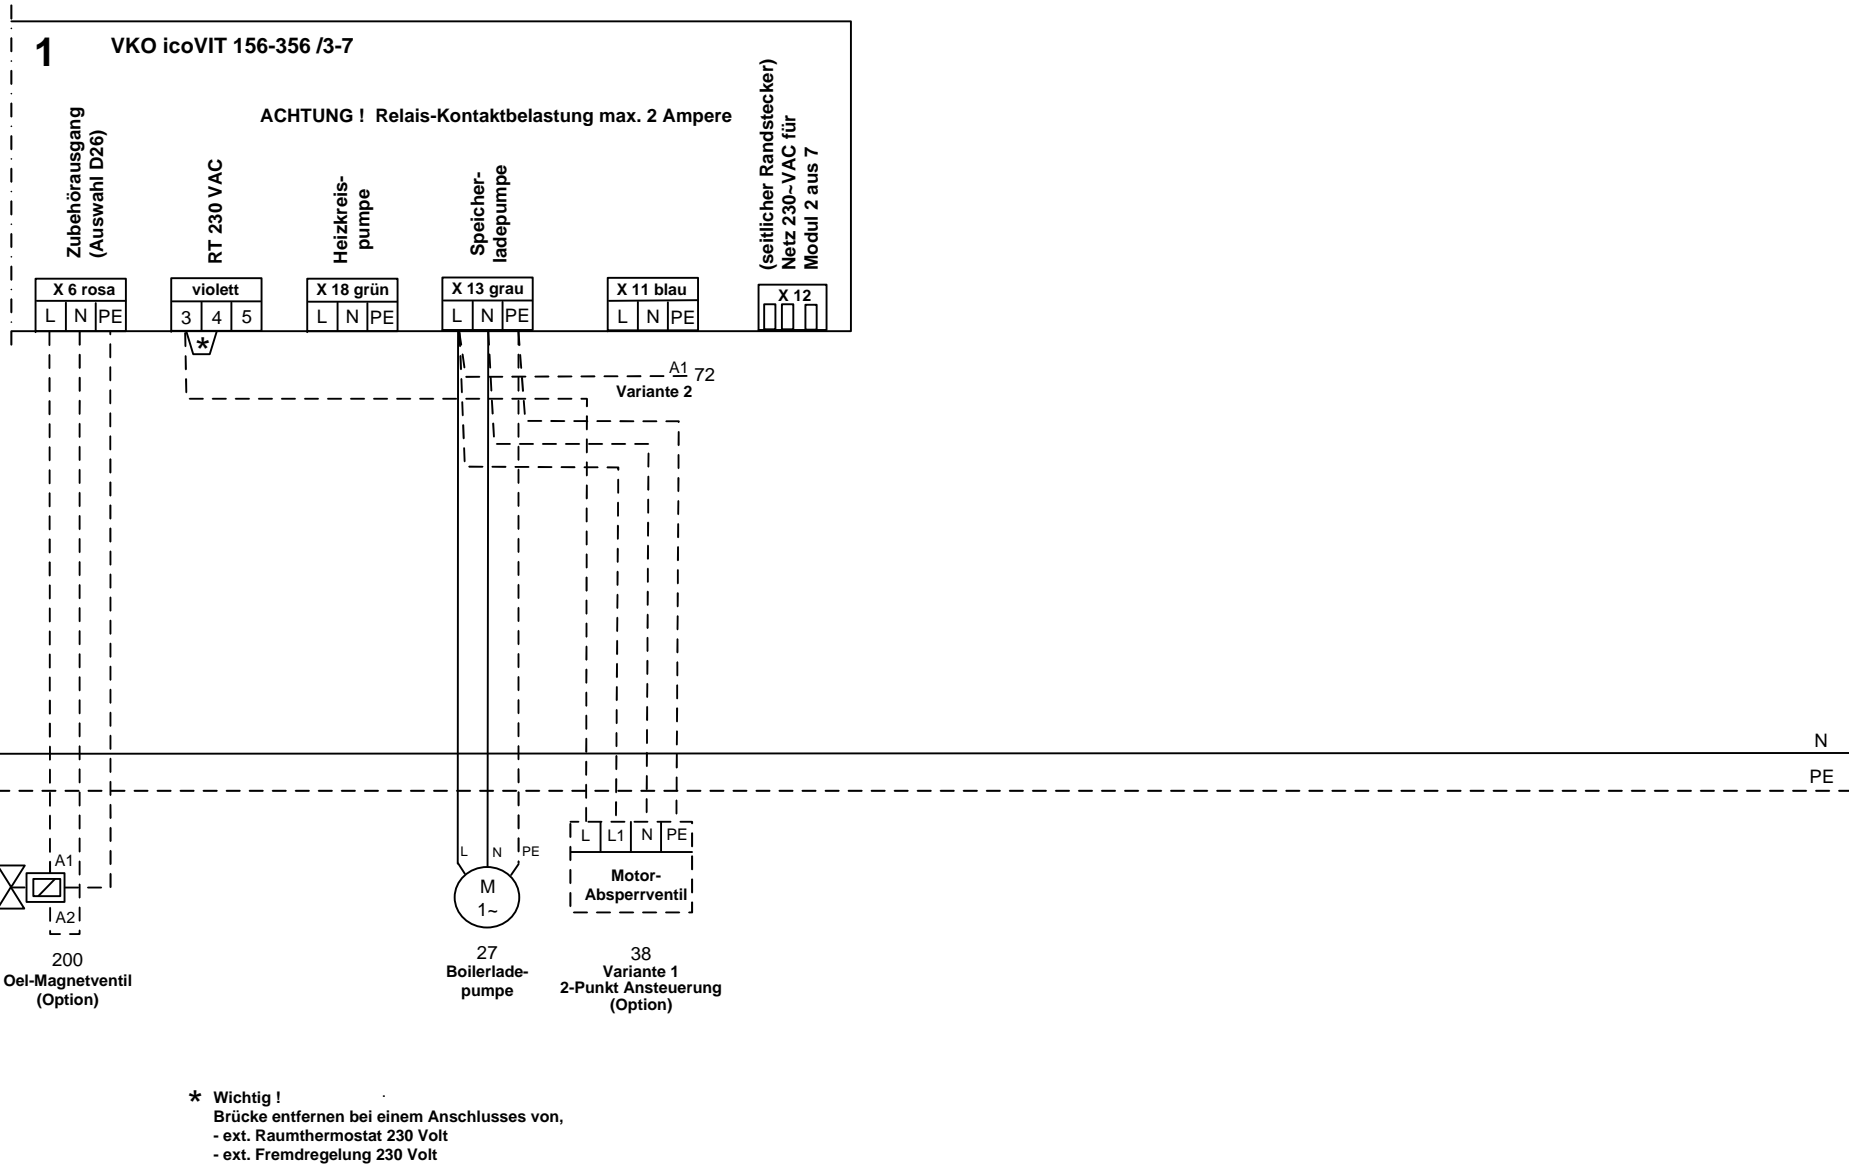 1 VKO icoVIT 156-356 /3-7
ACHTUNG ! Relais-Kontaktbelastung max. 2 Ampere
Zubehörausgang
(Auswahl D26)
RT 230 VAC
Heizkreis-
pumpe
Speicher-
ladepumpe
(seitlicher Randstecker)
Netz 230~VAC für
Modul 2 aus 7
X 6 rosa
L N PE
violett
3 4 5
*
X 18 grün
L N PE
X 13 grau
L N PE
X 11 blau
L N PE
X 12
A1 72
Variante 2
N
PE
A1
A2
200
Oel-Magnetventil
(Option)
L N PE
M
1~
27
Boilerlade-
pumpe
L L1 N PE
Motor-
Absperrventil
38
Variante 1
2-Punkt Ansteuerung
(Option)
* Wichtig !
Brücke entfernen bei einem Anschlusses von,
- ext. Raumthermostat 230 Volt
- ext. Fremdregelung 230 Volt